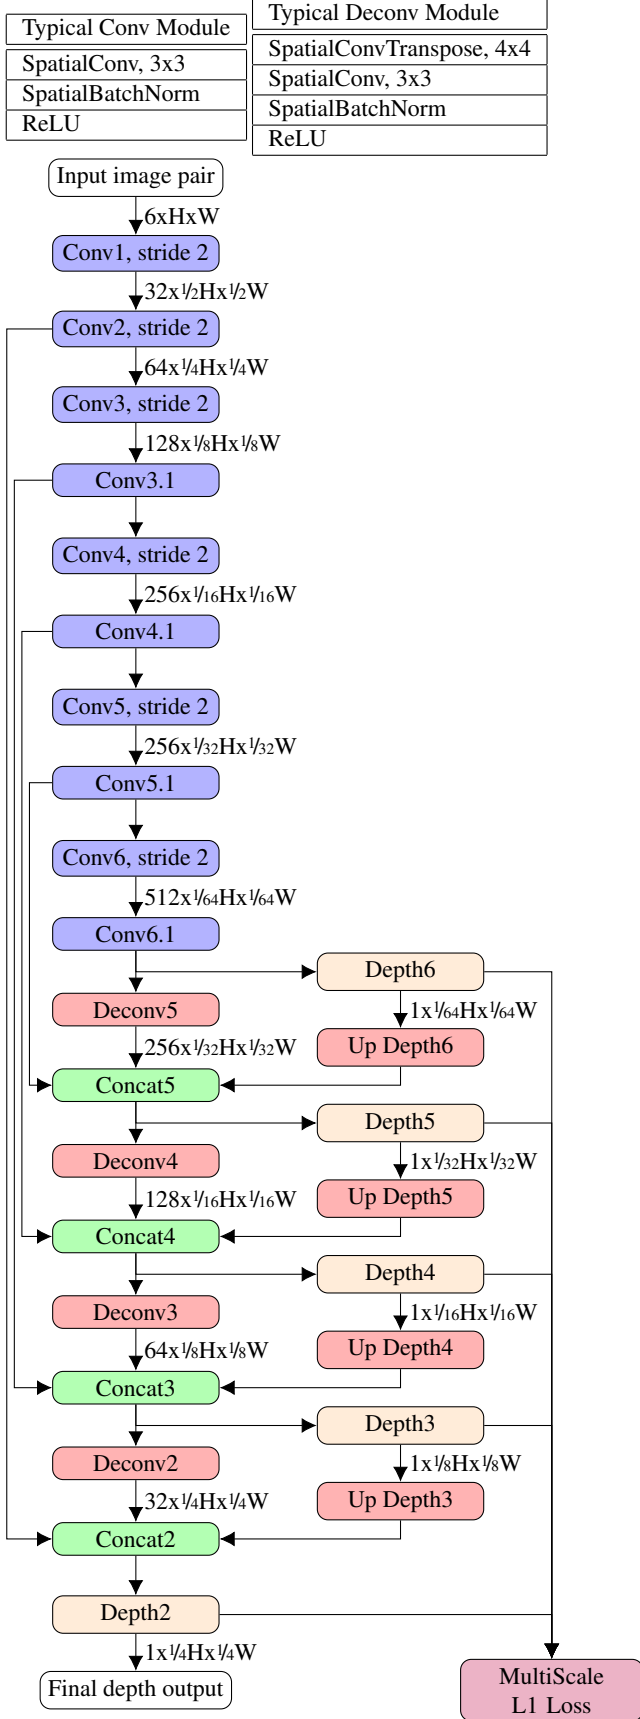 Typical Conv Module
SpatialConv, 3x3
SpatialBatchNorm
ReLU
Typical Deconv Module
SpatialConvTranspose, 4x4
SpatialConv, 3x3
SpatialBatchNorm
ReLU
Input image pair
6xHxW
Conv1, stride 2
32x1/2Hx1/2W
Conv2, stride 2
64x1/4Hx1/4W
Conv3, stride 2
128x1/8Hx1/8W
Conv3.1
Conv4, stride 2
256x1/16Hx1/16W
Conv4.1
Conv5, stride 2
256x1/32Hx1/32W
Conv5.1
Conv6, stride 2
512x1/64Hx1/64W
Conv6.1
Depth6
Deconv5
1x1/64Hx1/64W
256x1/32Hx1/32W
Up Depth6
Concat5
Depth5
Deconv4
1x1/32Hx1/32W
128x1/16Hx1/16W
Up Depth5
Concat4
Depth4
Deconv3
1x1/16Hx1/16W
64x1/8Hx1/8W
Up Depth4
Concat3
Depth3
Deconv2
1x1/8Hx1/8W
32x1/4Hx1/4W
Up Depth3
Concat2
Depth2
1x1/4Hx1/4W
Final depth output
MultiScale
L1 Loss